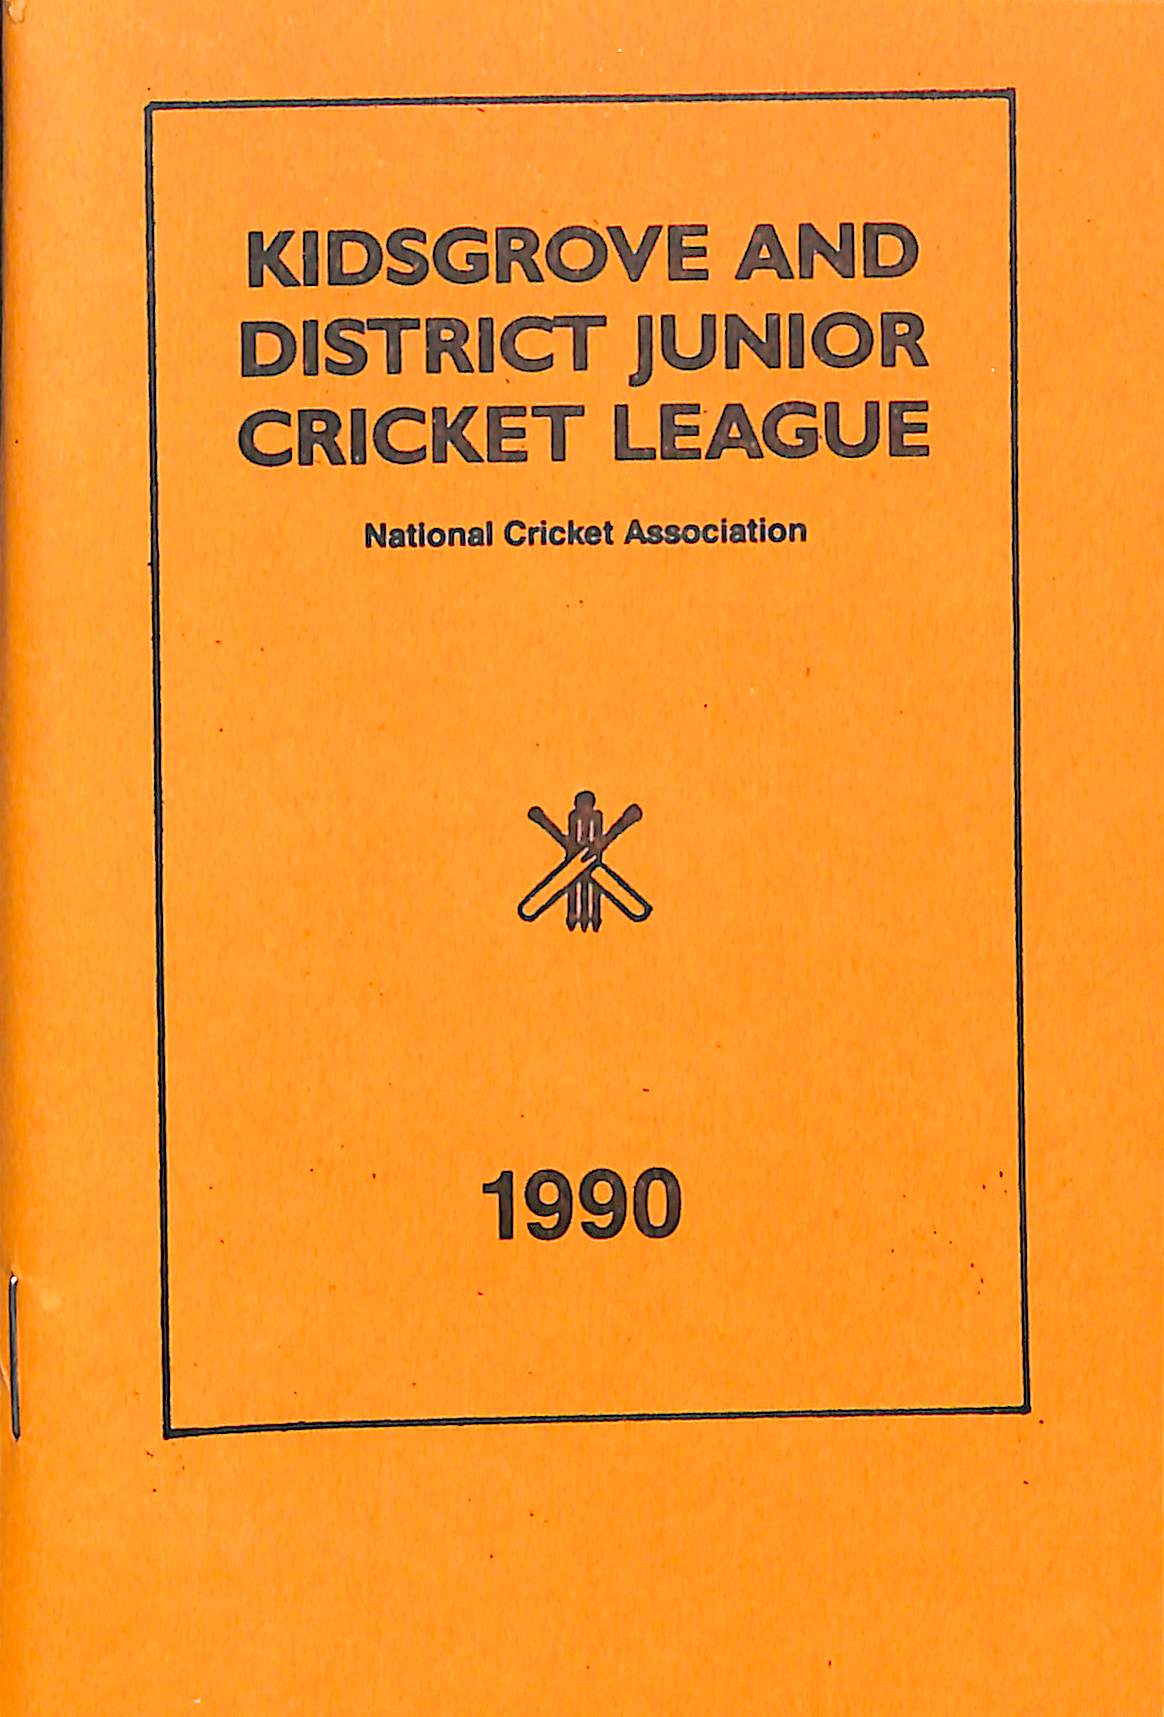 KIDSGROVE AND
DISTRICT JUNIOR
CRICKET LEAGUE
National Cricket Association
1990